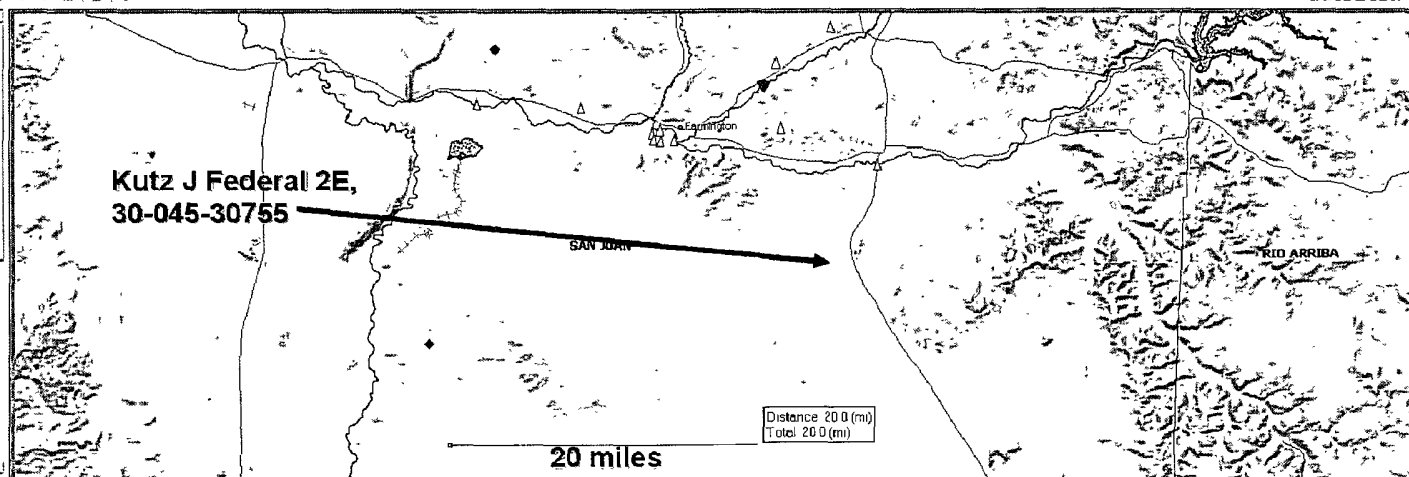 Farmington
Kutz J Federal 2E,
30-045-30755
SAN JUAN
RIO ARRIBA
Distance 20 0 (mi)
Total 20 0 (mi)
20 miles